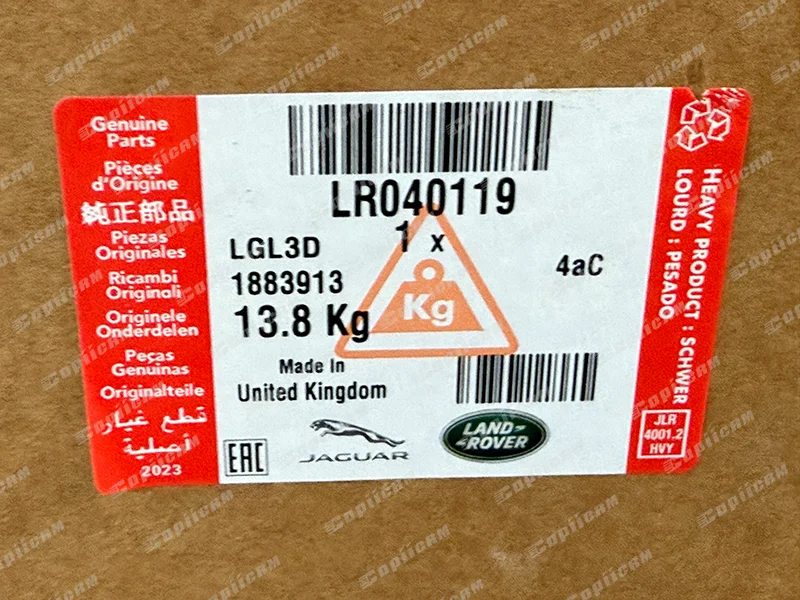 Genuine
Parts
Pièces
d'Origine
純正部品
Piezas
Originales
Ricambi
Originali
Originele
Onderdelen
Peças
Genuinas
Originalteile
قطع غيار
أصلية
2023
LR040119
1 x
LGL3D
1883913
4aC
13.8 Kg
Kg
Made In
United Kingdom
EAC
JAGUAR
LAND
ROVER
HEAVY PRODUCT : SCHWER
LOURD : PESADO
JLR
4001.2
HVY
Copiicam